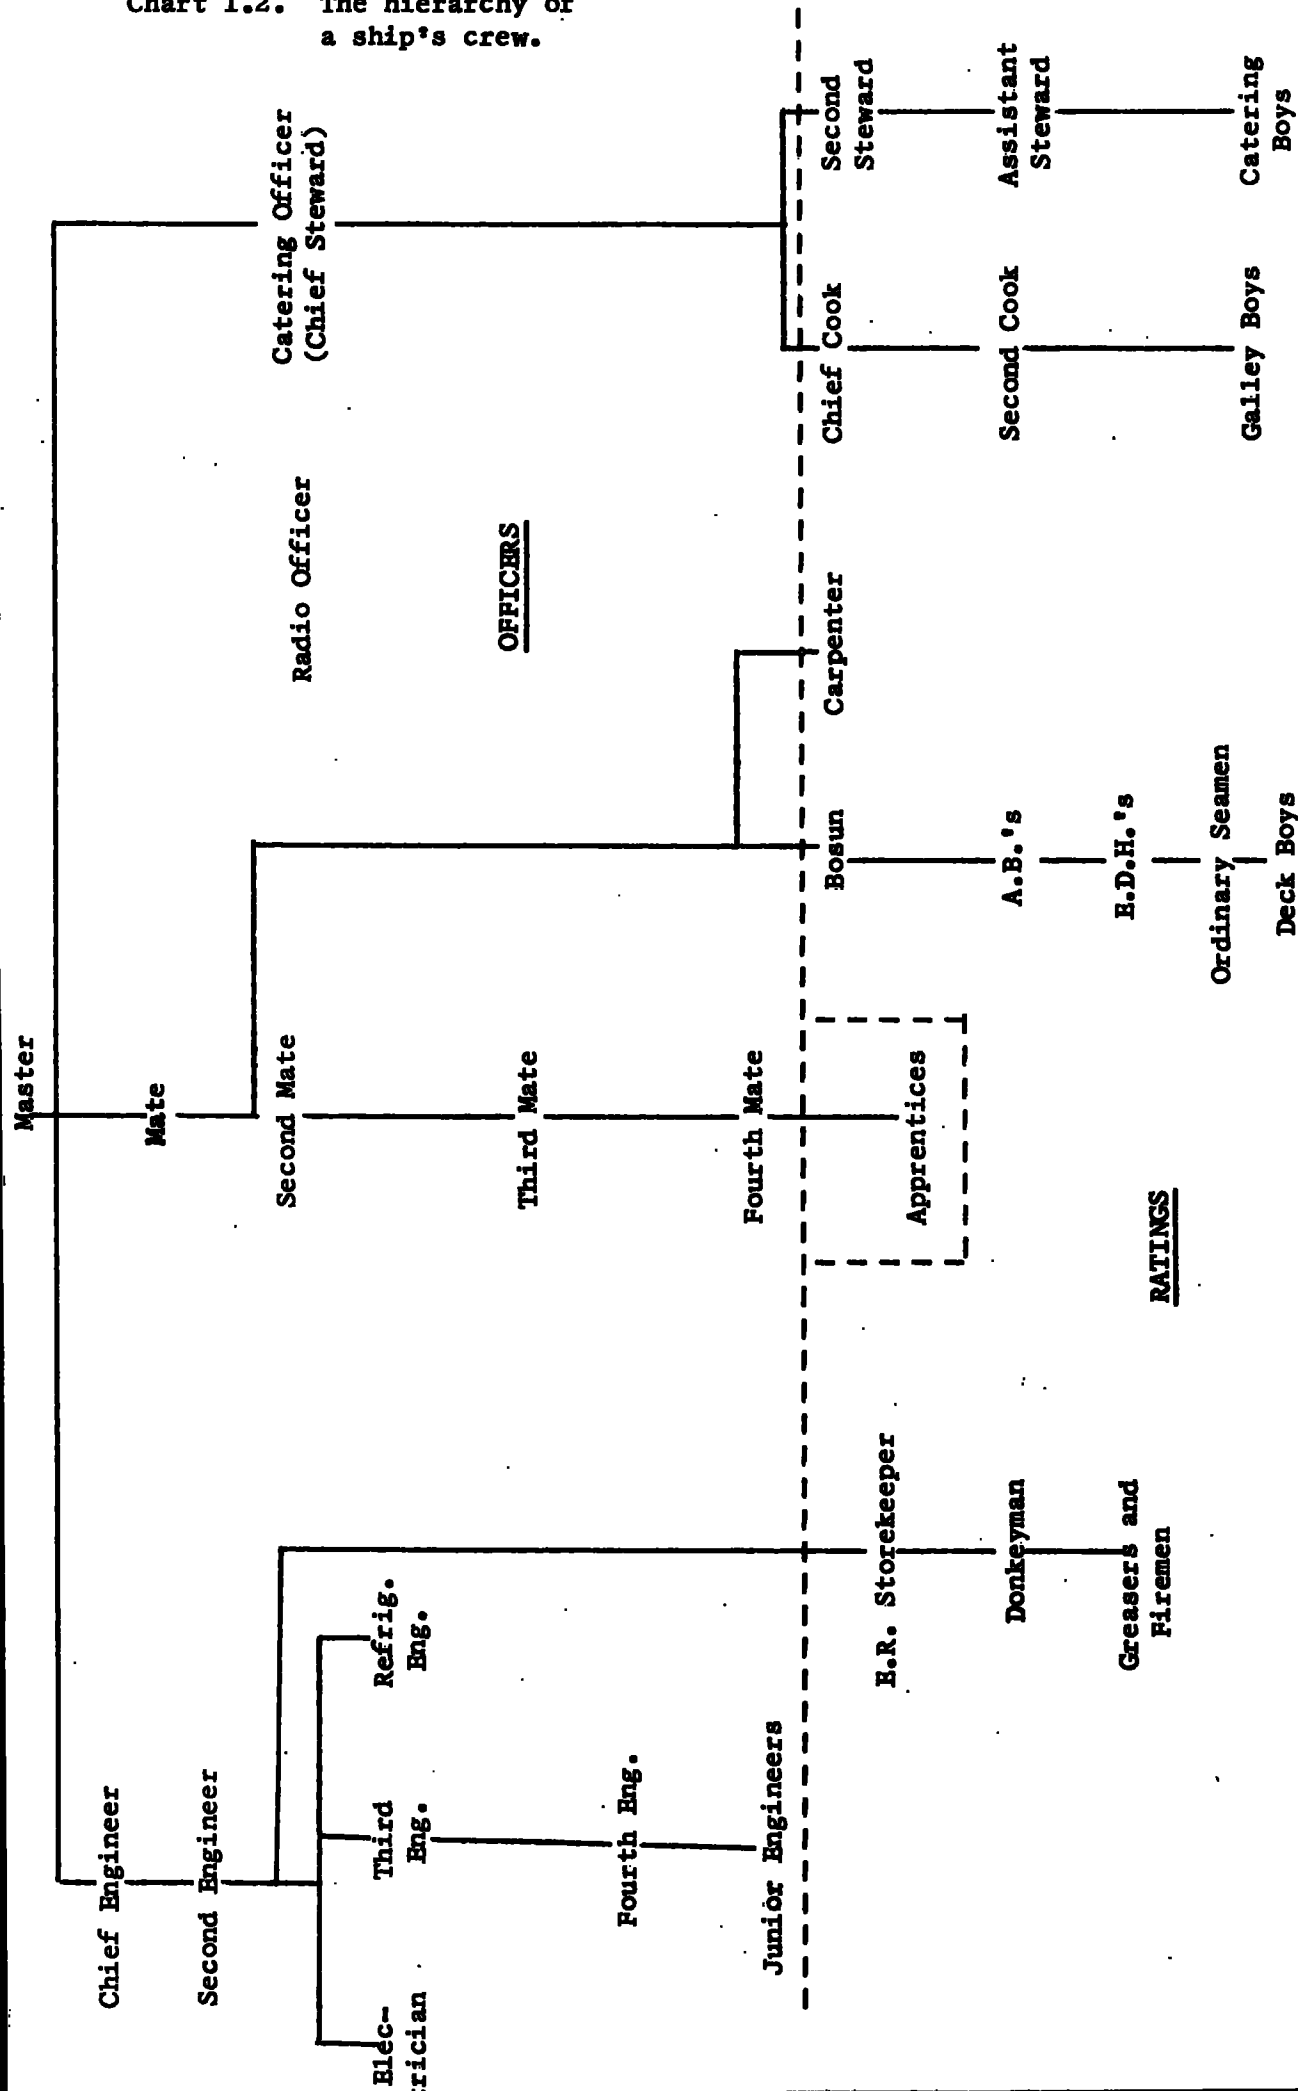 Chart 1.2. The hierarchy of
a ship's crew.
Master
Chief Engineer
Mate
Second Engineer
Second Mate
Radio Officer
Catering Officer
(Chief Steward)
Elec-
trician
Third
Eng.
Refrig.
Eng.
Third Mate
OFFICERS
Fourth Eng.
Fourth Mate
Junior Engineers
Bosun
Carpenter
Chief Cook
Second
Steward
E.R. Storekeeper
Apprentices
Donkeyman
A.B.'s
Second Cook
Assistant
Steward
Greasers and
Firemen
RATINGS
E.D.H.'s
Ordinary Seamen
Galley Boys
Catering
Boys
Deck Boys